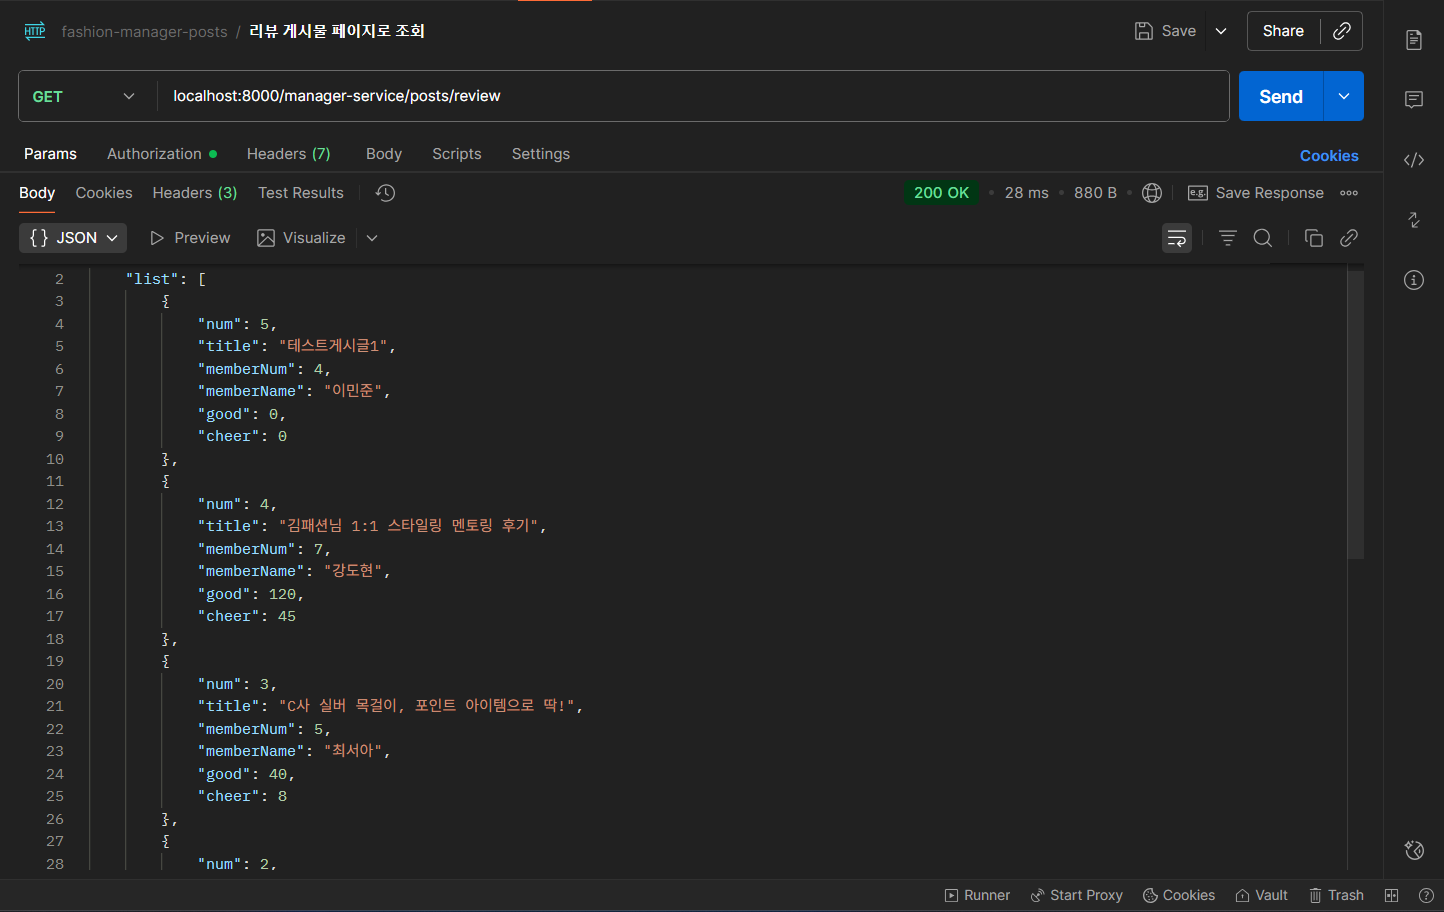 HTTP fashion-manager-posts / 리뷰 게시물 페이지로 조회 Save Share
GET localhost:8000/manager-service/posts/review Send
Params Authorization Headers (7) Body Scripts Settings Cookies
Body Cookies Headers (3) Test Results 200 OK 28 ms 880 B e.g. Save Response
{} JSON Preview Visualize
2 "list": [
3 {
4 "num": 5,
5 "title": "테스트게시글1",
6 "memberNum": 4,
7 "memberName": "이민준",
8 "good": 0,
9 "cheer": 0
10 },
11 {
12 "num": 4,
13 "title": "김패션님 1:1 스타일링 멘토링 후기",
14 "memberNum": 7,
15 "memberName": "강도현",
16 "good": 120,
17 "cheer": 45
18 },
19 {
20 "num": 3,
21 "title": "C사 실버 목걸이, 포인트 아이템으로 딱!",
22 "memberNum": 5,
23 "memberName": "최서아",
24 "good": 40,
25 "cheer": 8
26 },
27 {
28 "num": 2,
Runner Start Proxy Cookies Vault Trash